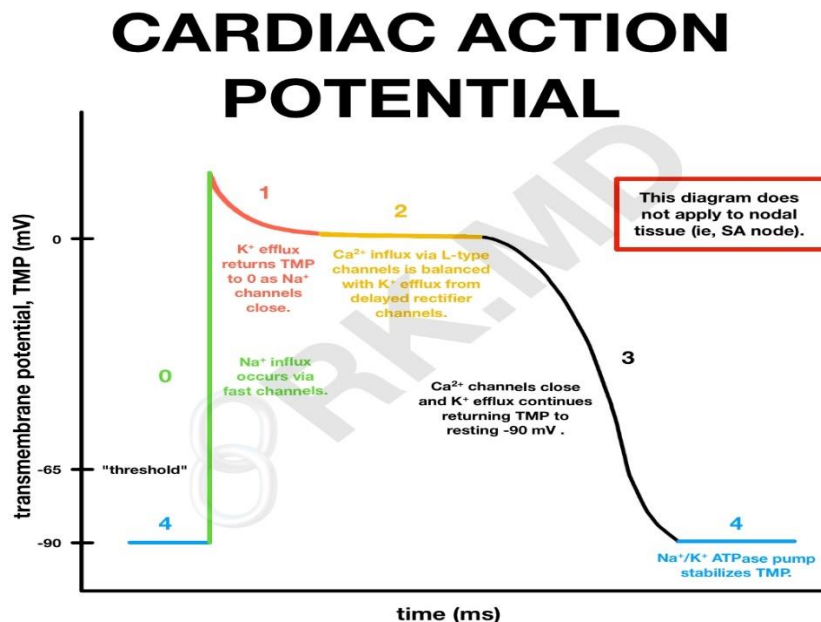 CARDIAC ACTION
POTENTIAL
RK.MD
transmembrane potential, TMP (mV)
0
-65
-90
"threshold"
4
0
1
K⁺ efflux
returns TMP
to 0 as Na⁺
channels
close.
Na⁺ influx
occurs via
fast channels.
2
Ca²⁺ influx via L-type
channels is balanced
with K⁺ efflux from
delayed rectifier
channels.
This diagram does
not apply to nodal
tissue (ie, SA node).
3
Ca²⁺ channels close
and K⁺ efflux continues
returning TMP to
resting -90 mV .
4
Na⁺/K⁺ ATPase pump
stabilizes TMP.
time (ms)